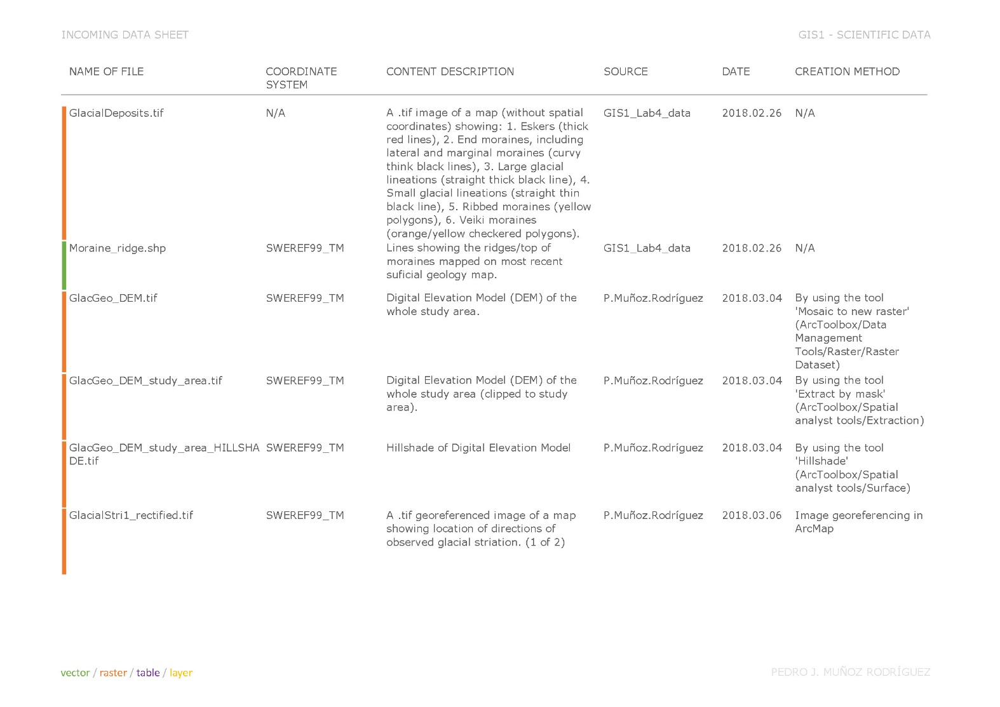 INCOMING DATA SHEET
GIS1 - SCIENTIFIC DATA
NAME OF FILE
COORDINATE
SYSTEM
CONTENT DESCRIPTION
SOURCE
DATE
CREATION METHOD
GlacialDeposits.tif
N/A
A .tif image of a map (without spatial
coordinates) showing: 1. Eskers (thick
red lines), 2. End moraines, including
lateral and marginal moraines (curvy
think black lines), 3. Large glacial
lineations (straight thick black line), 4.
Small glacial lineations (straight thin
black line), 5. Ribbed moraines (yellow
polygons), 6. Veiki moraines
(orange/yellow checkered polygons).
GIS1_Lab4_data
2018.02.26
N/A
Moraine_ridge.shp
SWEREF99_TM
Lines showing the ridges/top of
moraines mapped on most recent
suficial geology map.
GIS1_Lab4_data
2018.02.26
N/A
GlacGeo_DEM.tif
SWEREF99_TM
Digital Elevation Model (DEM) of the
whole study area.
P.Muñoz.Rodríguez
2018.03.04
By using the tool
'Mosaic to new raster'
(ArcToolbox/Data
Management
Tools/Raster/Raster
Dataset)
GlacGeo_DEM_study_area.tif
SWEREF99_TM
Digital Elevation Model (DEM) of the
whole study area (clipped to study
area).
P.Muñoz.Rodríguez
2018.03.04
By using the tool
'Extract by mask'
(ArcToolbox/Spatial
analyst tools/Extraction)
GlacGeo_DEM_study_area_HILLSHA
DE.tif
SWEREF99_TM
Hillshade of Digital Elevation Model
P.Muñoz.Rodríguez
2018.03.04
By using the tool
'Hillshade'
(ArcToolbox/Spatial
analyst tools/Surface)
GlacialStri1_rectified.tif
SWEREF99_TM
A .tif georeferenced image of a map
showing location of directions of
observed glacial striation. (1 of 2)
P.Muñoz.Rodríguez
2018.03.06
Image georeferencing in
ArcMap
vector / raster / table / layer
PEDRO J. MUÑOZ RODRÍGUEZ